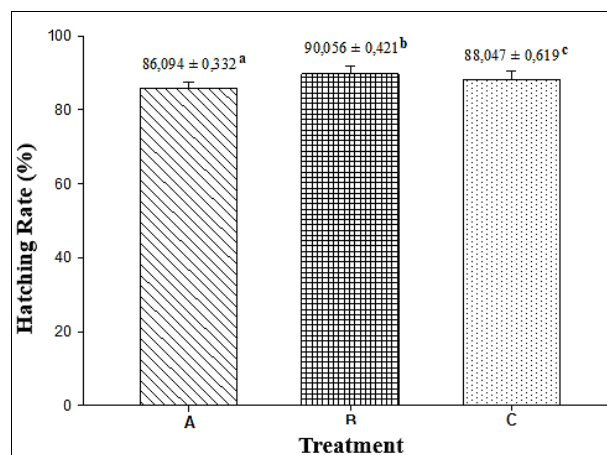 100
80
60
40
20
0
Hatching Rate (%)
86,094 ± 0,332 a
90,056 ± 0,421 b
88,047 ± 0,619 c
A
B
C
Treatment